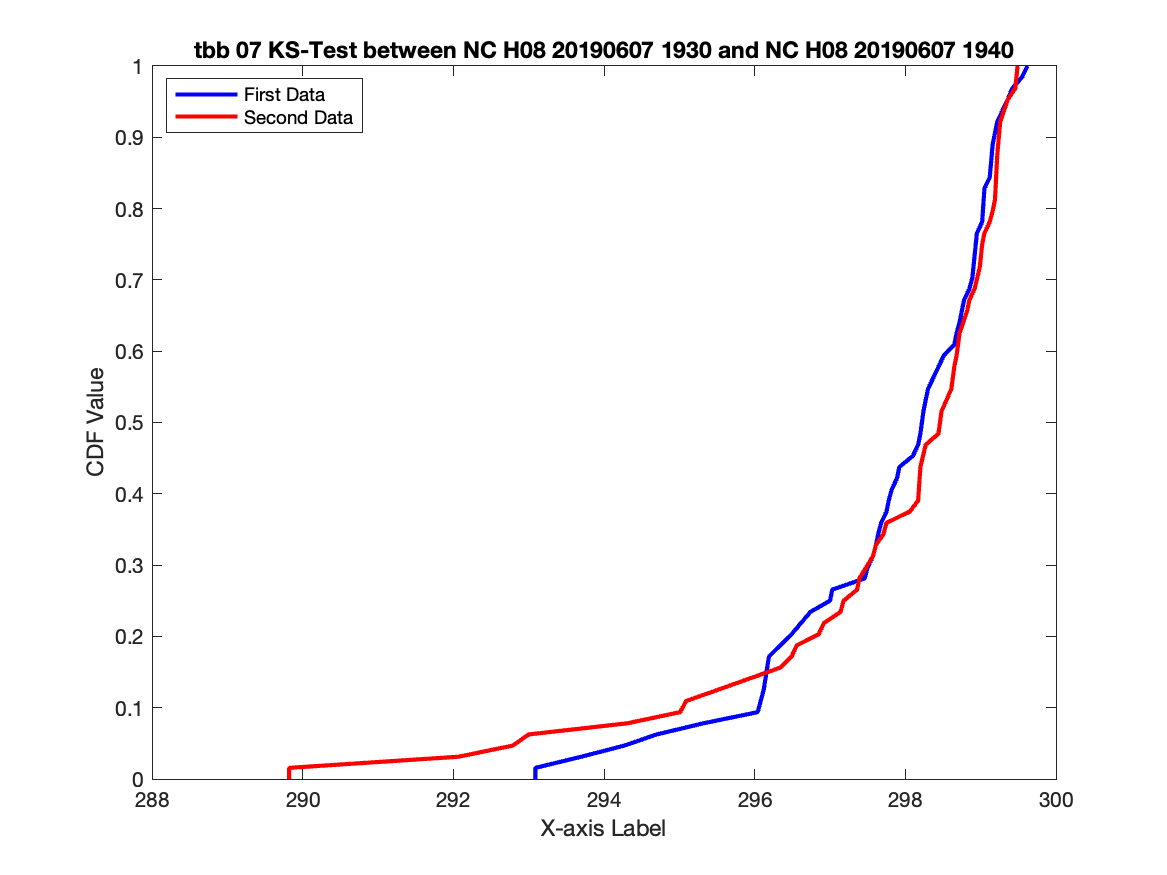 tbb 07 KS-Test between NC H08 20190607 1930 and NC H08 20190607 1940
First Data
Second Data
1
0.9
0.8
0.7
0.6
0.5
0.4
0.3
0.2
0.1
0
CDF Value
288 290 292 294 296 298 300
X-axis Label